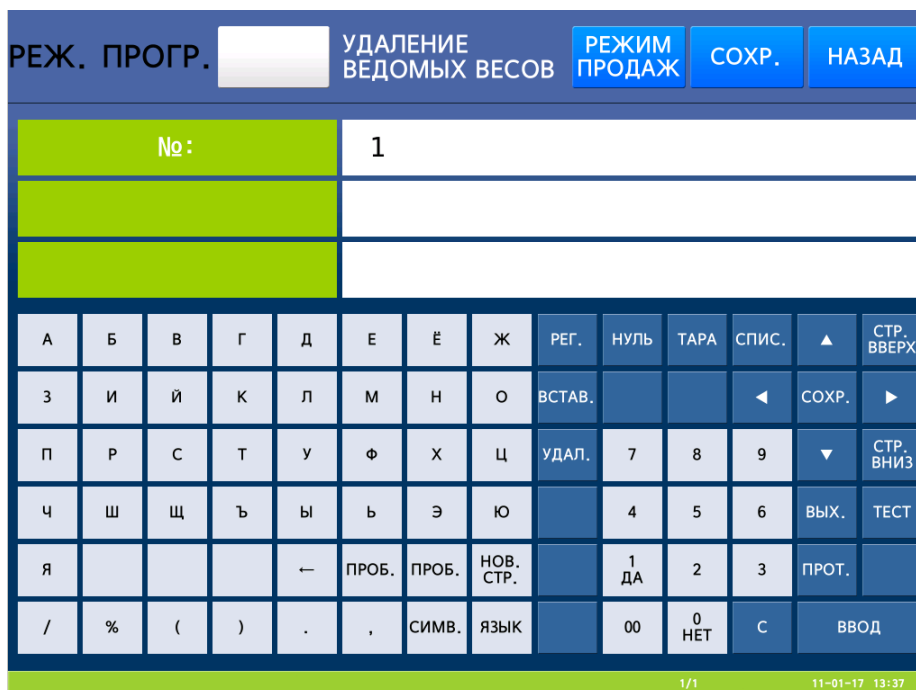 РЕЖ. ПРОГР.
УДАЛЕНИЕ
ВЕДОМЫХ ВЕСОВ
РЕЖИМ
ПРОДАЖ
СОХР.
НАЗАД
№: 1
А Б В Г Д Е Ё Ж РЕГ. НУЛЬ ТАРА СПИС. ▲ СТР. ВВЕРХ
З И Й К Л М Н О ВСТАВ. ◀ СОХР. ▶
П Р С Т У Ф Х Ц УДАЛ. 7 8 9 ▼ СТР. ВНИЗ
Ч Ш Щ Ъ Ы Ь Э Ю 4 5 6 ВЫХ. ТЕСТ
Я ← ПРОБ. ПРОБ. НОВ. СТР. 1 ДА 2 3 ПРОТ.
/ % ( ) . , СИМВ. ЯЗЫК 00 0 НЕТ С ВВОД
1/1 11-01-17 13:37